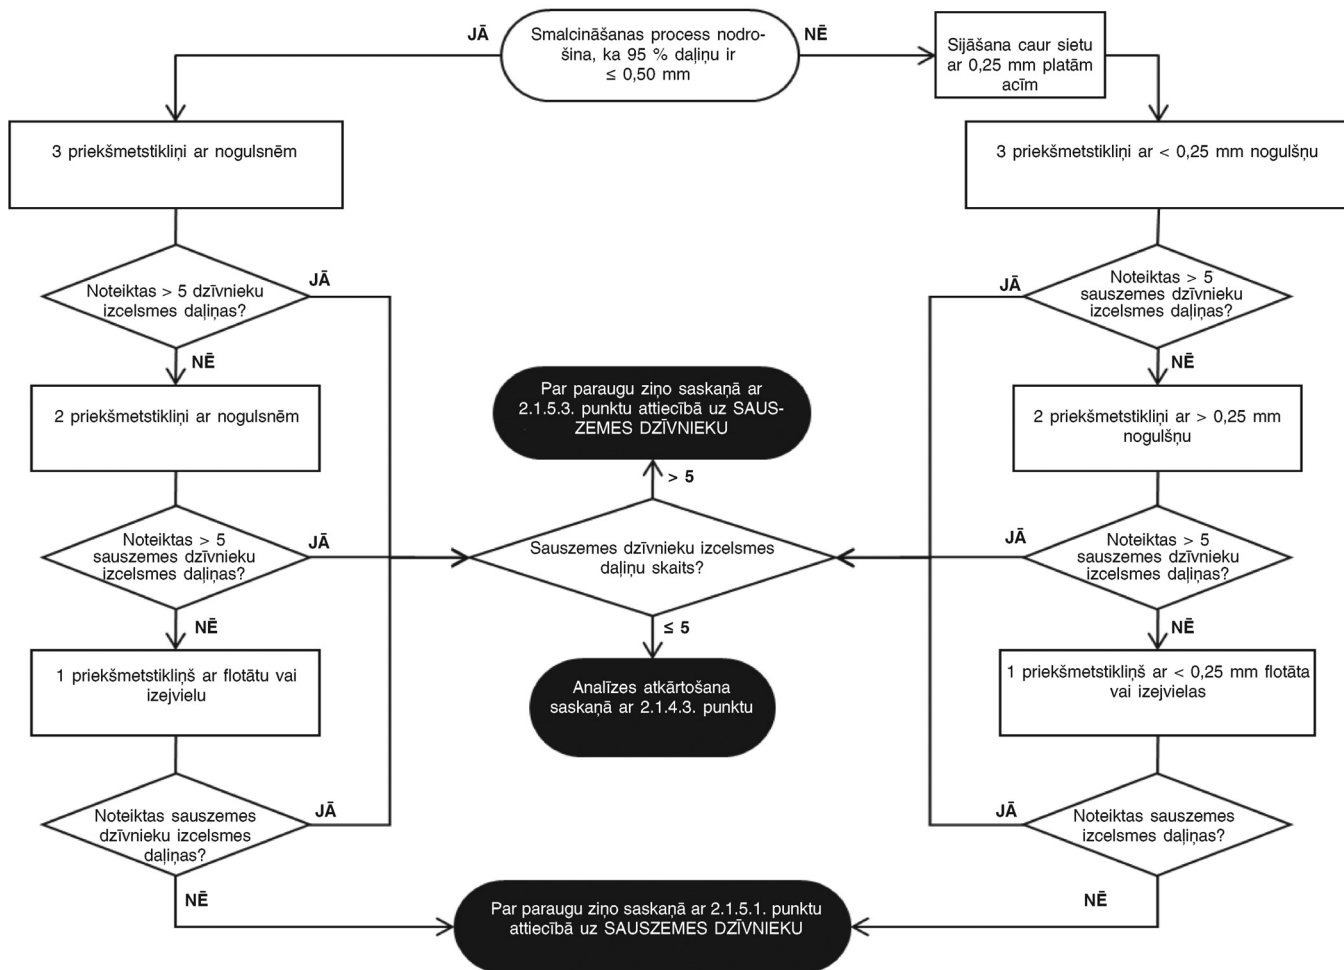 JĀ
Smalcināšanas process nodro-
šina, ka 95 % daļiņu ir
≤ 0,50 mm
NĒ
Sijāšana caur sietu
ar 0,25 mm platām
acīm
3 priekšmetstikliņi ar nogulsnēm
3 priekšmetstikliņi ar < 0,25 mm nogulšņu
Noteiktas > 5 dzīvnieku
izcelsmes daļiņas?
JĀ
NĒ
JĀ
Noteiktas > 5
sauszemes dzīvnieku
izcelsmes daļiņas?
NĒ
2 priekšmetstikliņi ar nogulsnēm
Par paraugu ziņo saskaņā ar
2.1.5.3. punktu attiecībā uz SAUS-
ZEMES DZĪVNIEKU
2 priekšmetstikliņi ar > 0,25 mm
nogulšņu
> 5
Noteiktas > 5
sauszemes dzīvnieku
izcelsmes daļiņas?
JĀ
NĒ
Sauszemes dzīvnieku izcelsmes
daļiņu skaits?
JĀ
Noteiktas > 5
sauszemes dzīvnieku
izcelsmes daļiņas?
NĒ
≤ 5
1 priekšmetstikliņš ar flotātu vai
izejvielu
Analīzes atkārtošana
saskaņā ar 2.1.4.3. punktu
1 priekšmetstikliņš ar < 0,25 mm flotāta
vai izejvielas
Noteiktas sauszemes
dzīvnieku izcelsmes
daļiņas?
JĀ
NĒ
JĀ
Noteiktas sauszemes
izcelsmes daļiņas?
NĒ
Par paraugu ziņo saskaņā ar 2.1.5.1. punktu
attiecībā uz SAUSZEMES DZĪVNIEKU